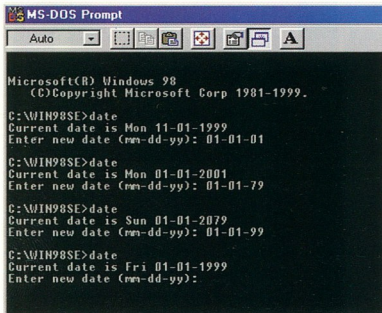 MS-DOS Prompt
Auto
A
Microsoft(R) Windows 98
(C)Copyright Microsoft Corp 1981-1999.
C:\WIN98SE>date
Current date is Mon 11-01-1999
Enter new date (mm-dd-yy): 01-01-01
C:\WIN98SE>date
Current date is Mon 01-01-2001
Enter new date (mm-dd-yy): 01-01-79
C:\WIN98SE>date
Current date is Sun 01-01-2079
Enter new date (mm-dd-yy): 01-01-99
C:\WIN98SE>date
Current date is Fri 01-01-1999
Enter new date (mm-dd-yy):